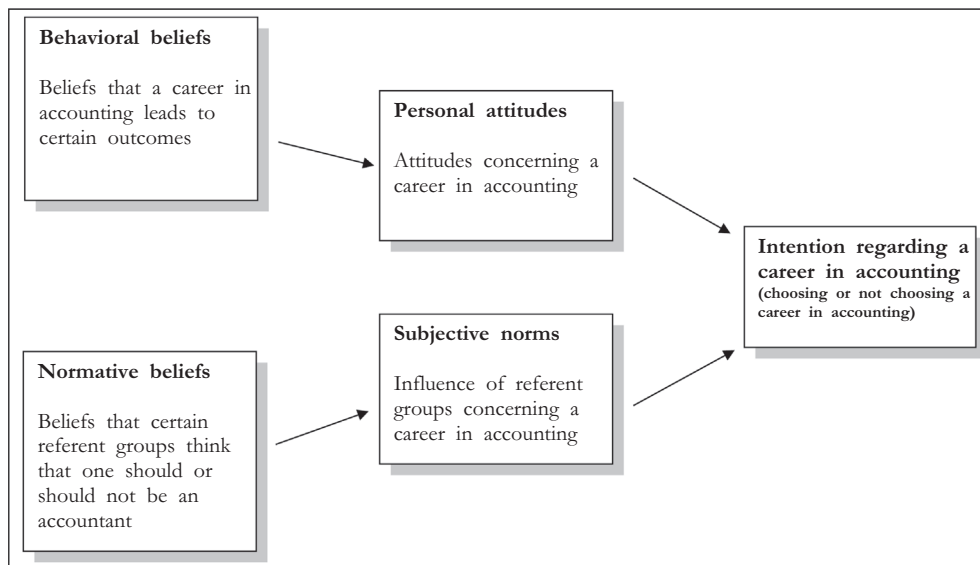 Behavioral beliefs
Beliefs that a career in
accounting leads to
certain outcomes
Personal attitudes
Attitudes concerning a
career in accounting
Intention regarding a
career in accounting
(choosing or not choosing a
career in accounting)
Subjective norms
Influence of referent
groups concerning a
career in accounting
Normative beliefs
Beliefs that certain
referent groups think
that one should or
should not be an
accountant